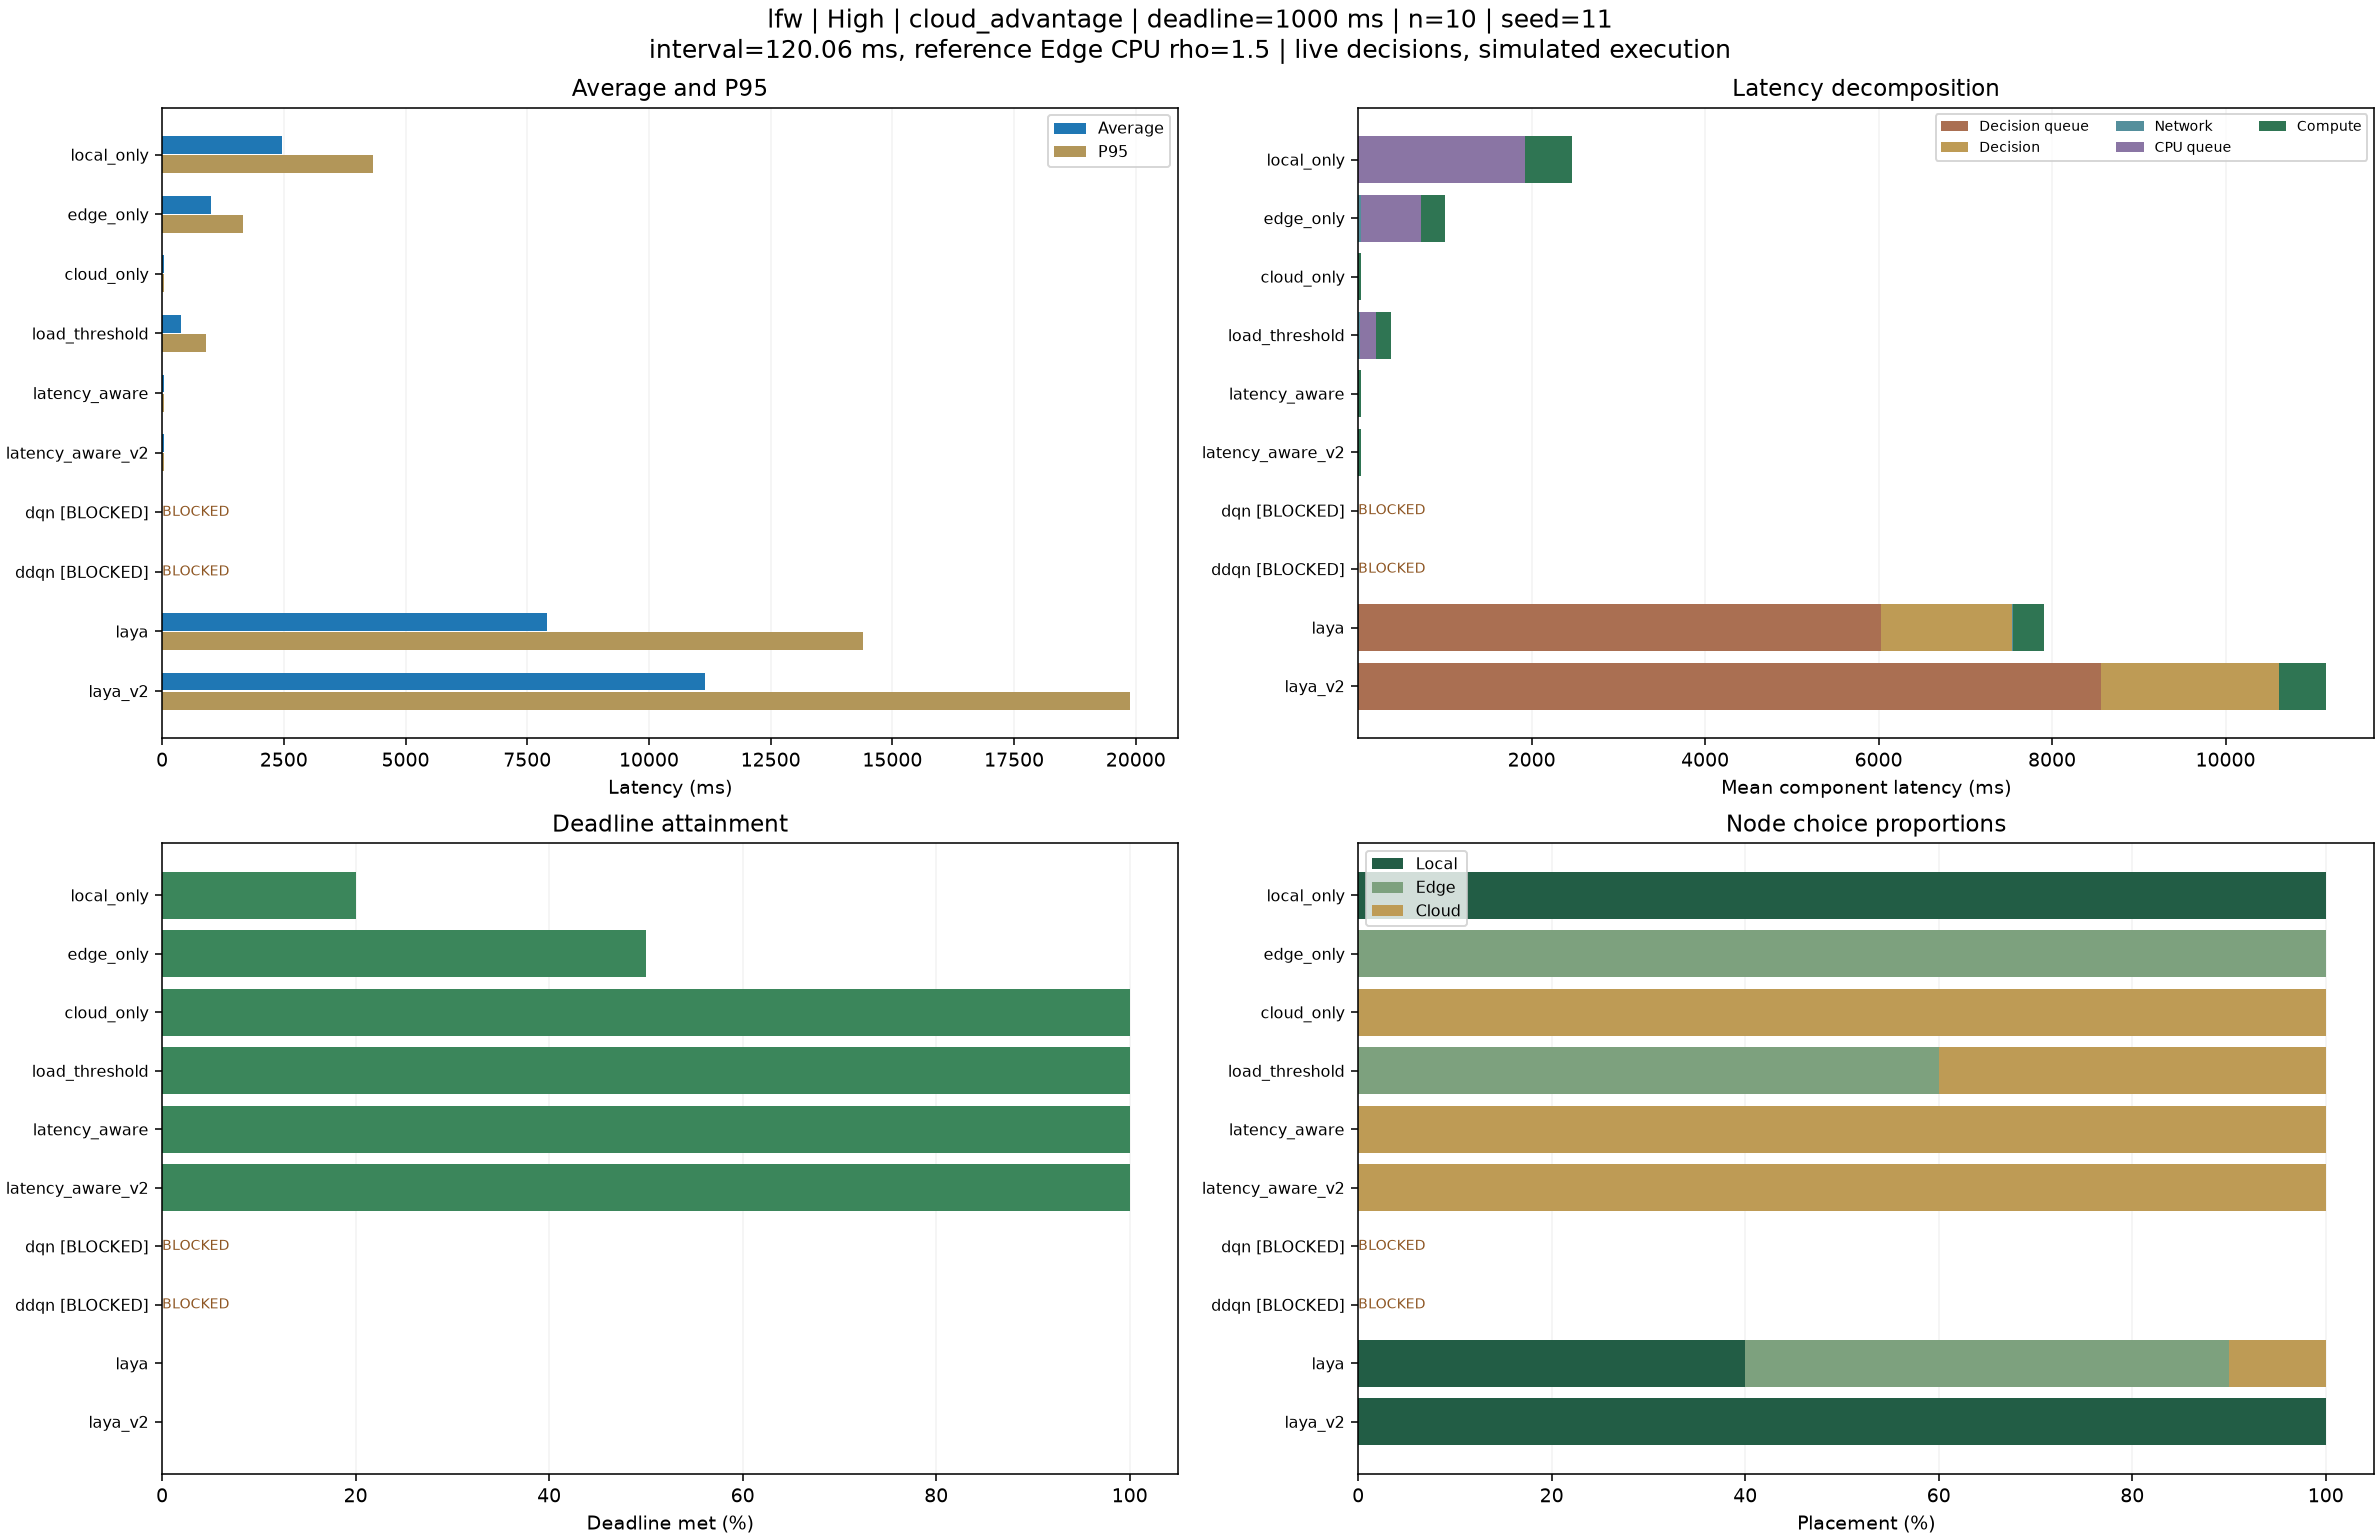 lfw | High | cloud_advantage | deadline=1000 ms | n=10 | seed=11
interval=120.06 ms, reference Edge CPU rho=1.5 | live decisions, simulated execution
Average and P95
Average
P95
local_only
edge_only
cloud_only
load_threshold
latency_aware
latency_aware_v2
dqn [BLOCKED] BLOCKED
ddqn [BLOCKED] BLOCKED
laya
laya_v2
0 2500 5000 7500 10000 12500 15000 17500 20000
Latency (ms)
Latency decomposition
Decision queue Network Compute
Decision CPU queue
local_only
edge_only
cloud_only
load_threshold
latency_aware
latency_aware_v2
dqn [BLOCKED] BLOCKED
ddqn [BLOCKED] BLOCKED
laya
laya_v2
2000 4000 6000 8000 10000
Mean component latency (ms)
Deadline attainment
local_only
edge_only
cloud_only
load_threshold
latency_aware
latency_aware_v2
dqn [BLOCKED] BLOCKED
ddqn [BLOCKED] BLOCKED
laya
laya_v2
0 20 40 60 80 100
Deadline met (%)
Node choice proportions
Local
Edge
Cloud
local_only
edge_only
cloud_only
load_threshold
latency_aware
latency_aware_v2
dqn [BLOCKED] BLOCKED
ddqn [BLOCKED] BLOCKED
laya
laya_v2
0 20 40 60 80 100
Placement (%)